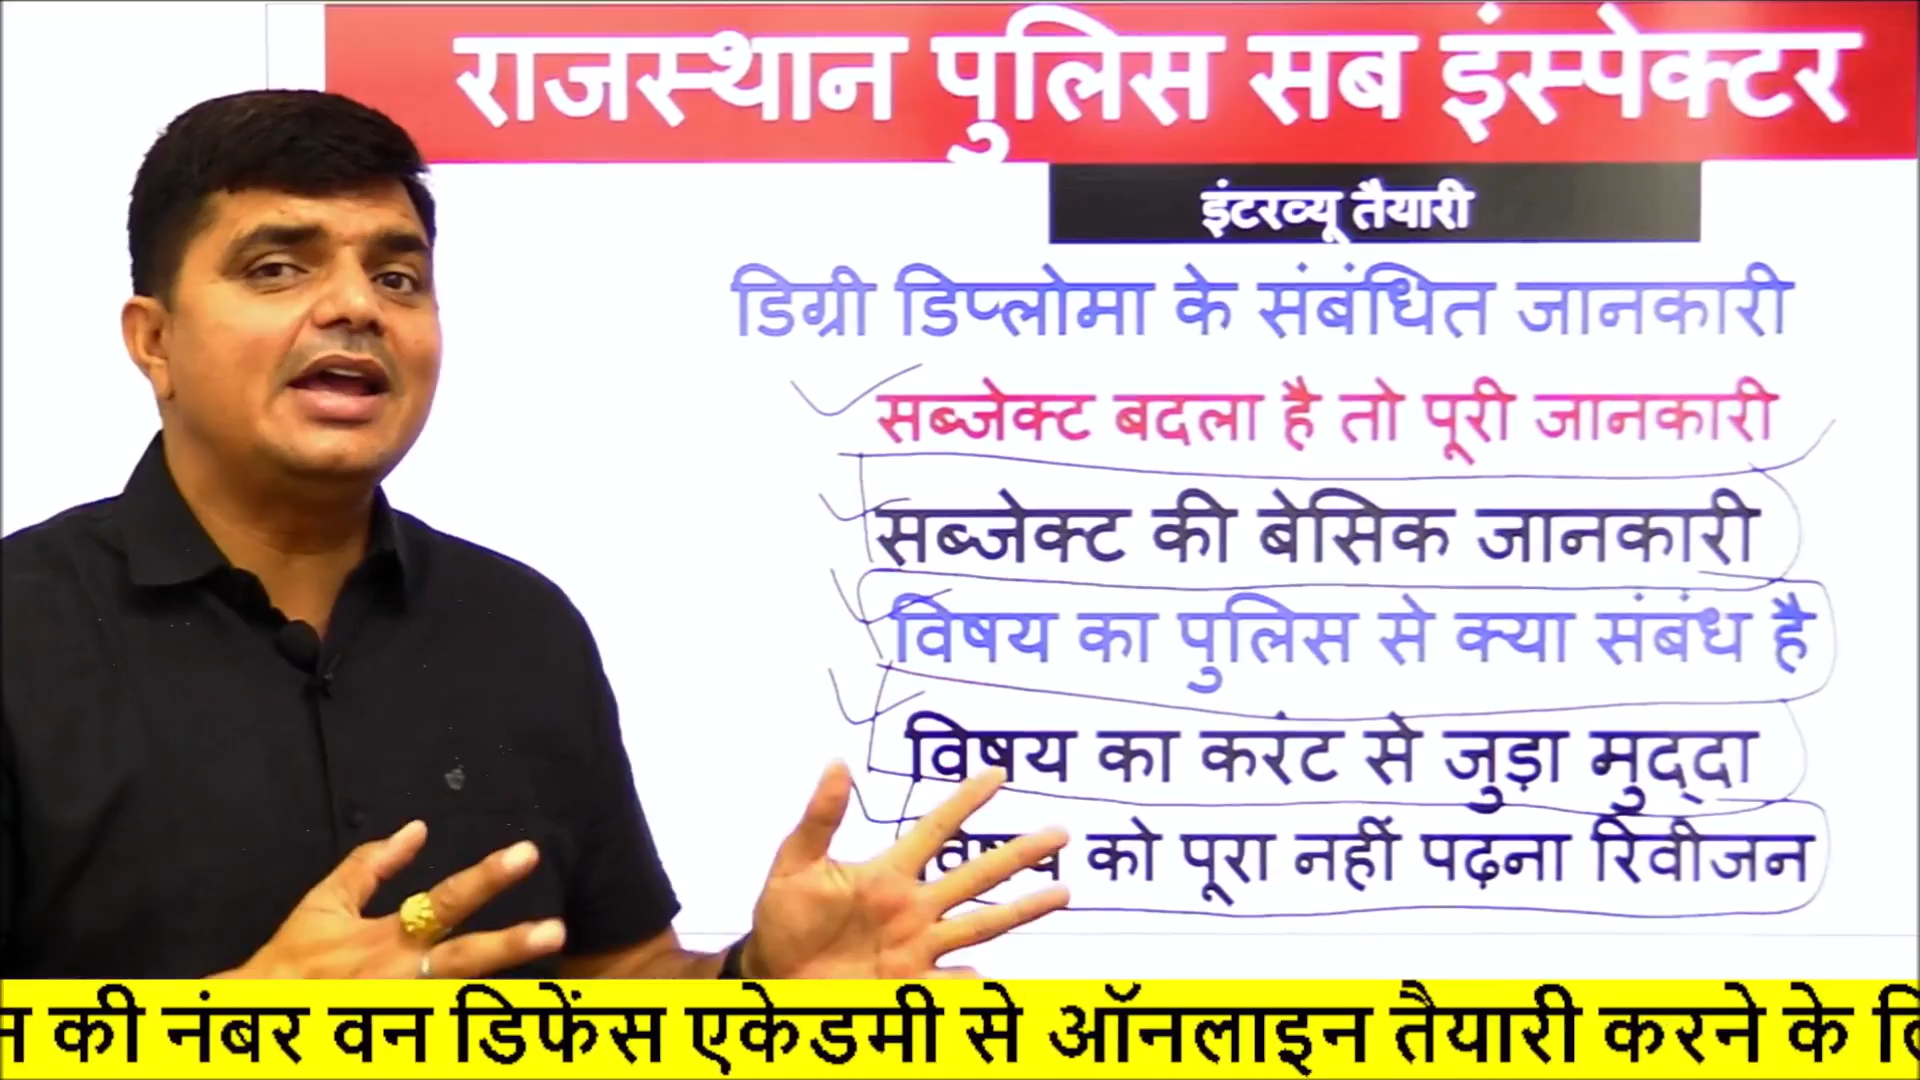 राजस्थान पुलिस सब इंस्पेक्टर
इंटरव्यू तैयारी
डिग्री डिप्लोमा के संबंधित जानकारी
सब्जेक्ट बदला है तो पूरी जानकारी
सब्जेक्ट की बेसिक जानकारी
विषय का पुलिस से क्या संबंध है
विषय का करंट से जुड़ा मुद्दा
विषय को पूरा नहीं पढ़ना रिवीजन
की नंबर वन डिफेंस एकेडमी से ऑनलाइन तैयारी करने के